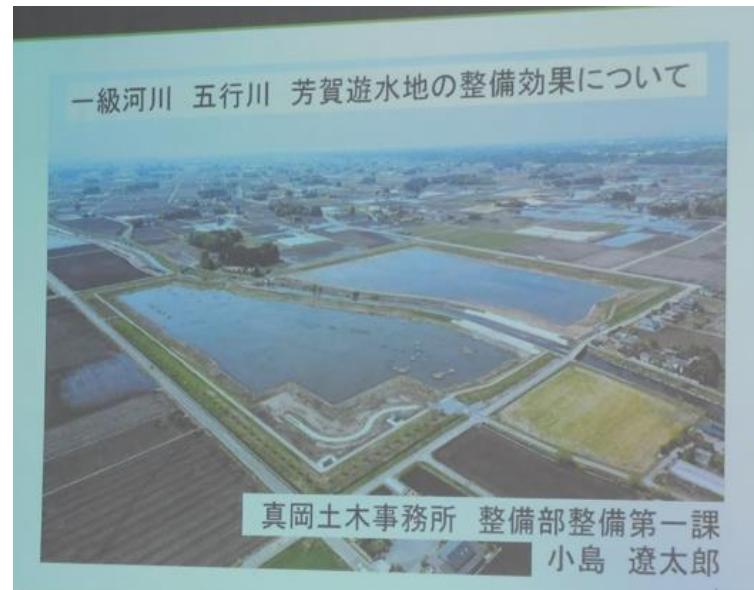 一級河川 五行川 芳賀遊水地の整備効果について
真岡土木事務所 整備部整備第一課
小島 遼太郎